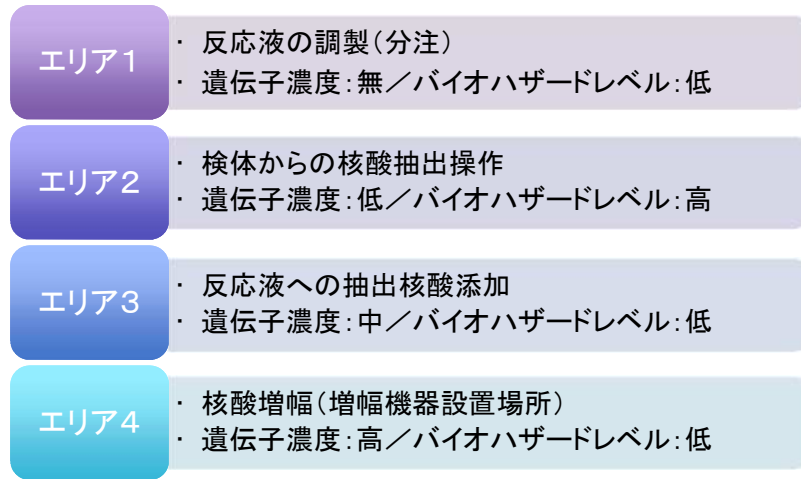 エリア1
・ 反応液の調製(分注)
・ 遺伝子濃度:無/バイオハザードレベル:低
エリア2
・ 検体からの核酸抽出操作
・ 遺伝子濃度:低/バイオハザードレベル:高
エリア3
・ 反応液への抽出核酸添加
・ 遺伝子濃度:中/バイオハザードレベル:低
エリア4
・ 核酸増幅(増幅機器設置場所)
・ 遺伝子濃度:高/バイオハザードレベル:低